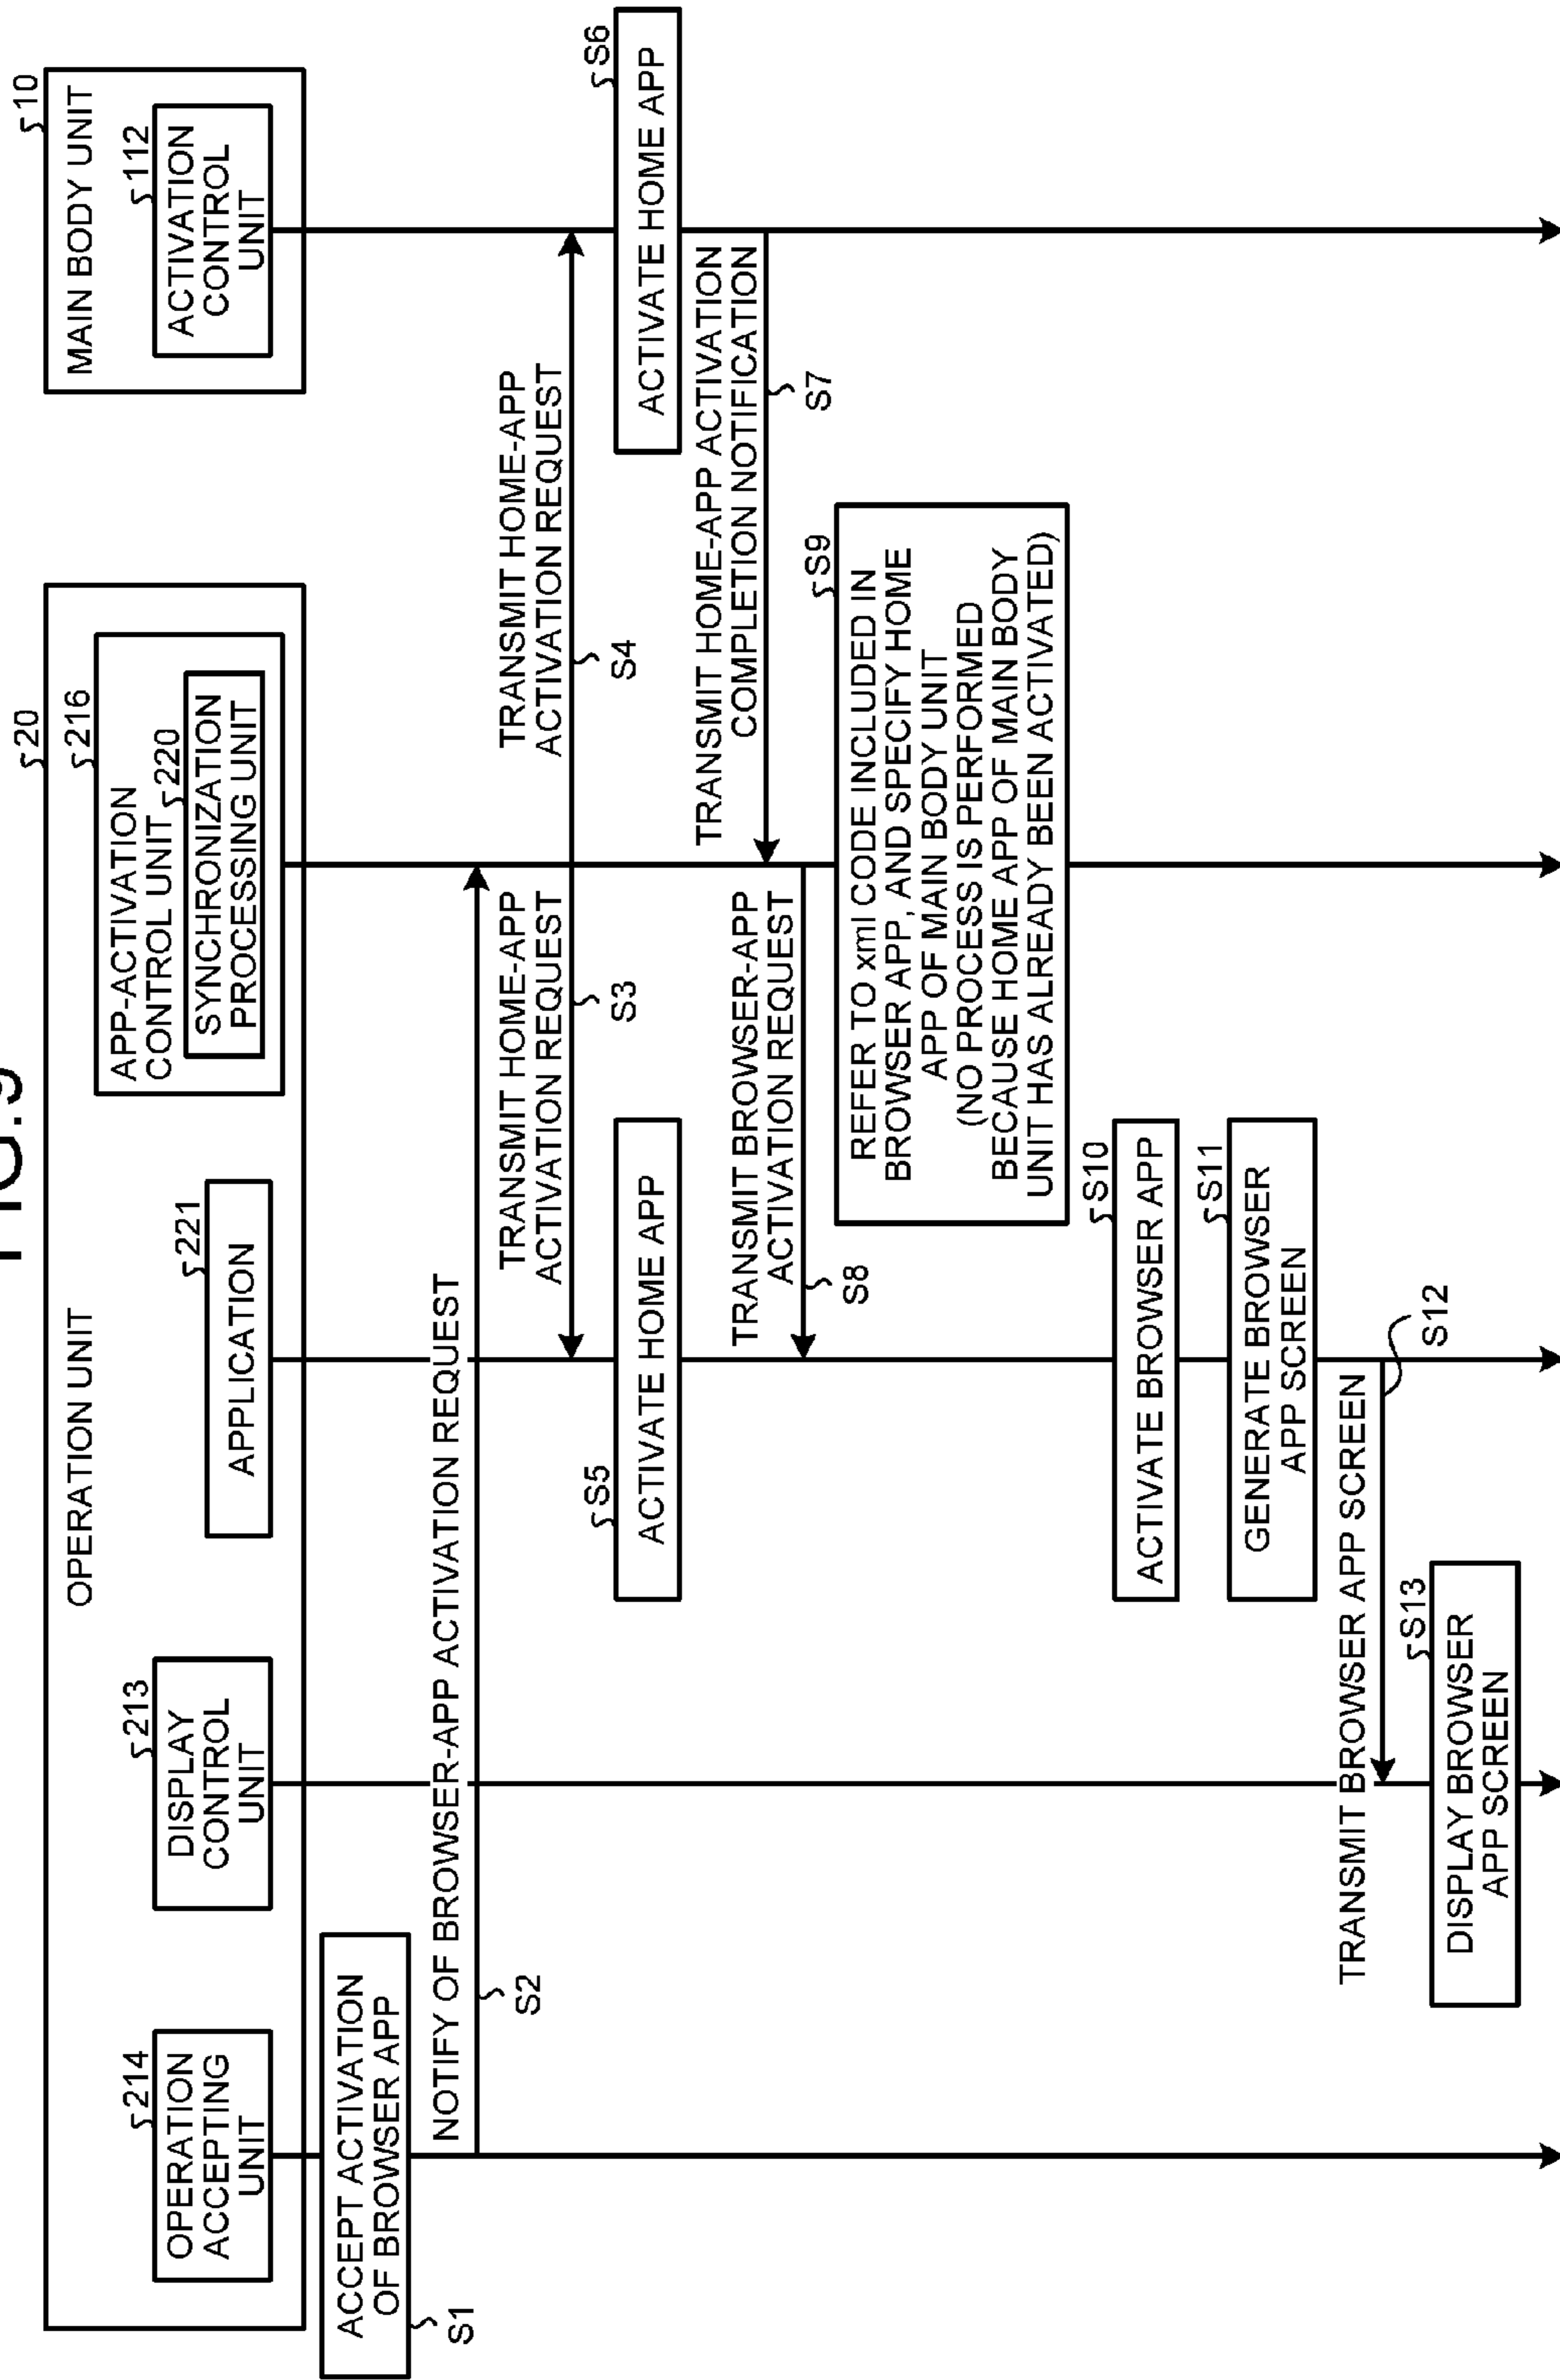 FIG.9
20
10
OPERATION UNIT
MAIN BODY UNIT
214
OPERATION
ACCEPTING
UNIT
213
DISPLAY
CONTROL
UNIT
221
APPLICATION
216
APP-ACTIVATION
CONTROL UNIT
220
SYNCHRONIZATION
PROCESSING UNIT
112
ACTIVATION
CONTROL
UNIT
ACCEPT ACTIVATION
OF BROWSER APP
S1
NOTIFY OF BROWSER-APP ACTIVATION REQUEST
S2
TRANSMIT HOME-APP
ACTIVATION REQUEST
S3
TRANSMIT HOME-APP
ACTIVATION REQUEST
S4
S5
ACTIVATE HOME APP
S6
ACTIVATE HOME APP
TRANSMIT HOME-APP ACTIVATION
COMPLETION NOTIFICATION
S7
TRANSMIT BROWSER-APP
ACTIVATION REQUEST
S8
S9
REFER TO xml CODE INCLUDED IN
BROWSER APP, AND SPECIFY HOME
APP OF MAIN BODY UNIT
(NO PROCESS IS PERFORMED
BECAUSE HOME APP OF MAIN BODY
UNIT HAS ALREADY BEEN ACTIVATED)
S10
ACTIVATE BROWSER APP
S11
GENERATE BROWSER
APP SCREEN
TRANSMIT BROWSER APP SCREEN
S12
S13
DISPLAY BROWSER
APP SCREEN